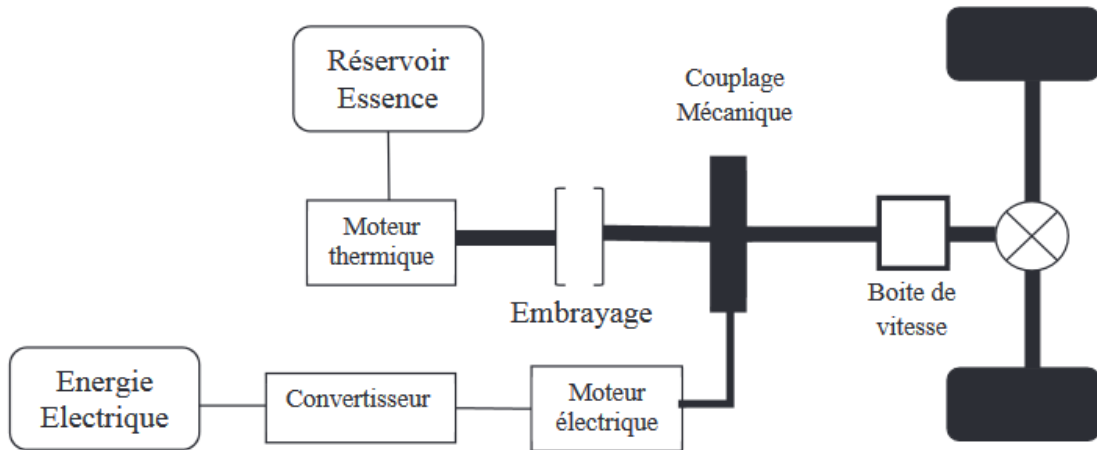 Réservoir
Essence
Couplage
Mécanique
Moteur
thermique
Embrayage
Boite de
vitesse
Energie
Electrique
Convertisseur
Moteur
électrique